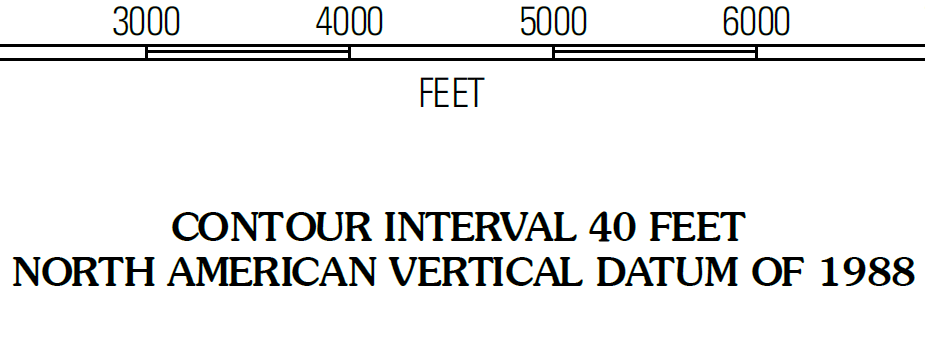 3000 4000 5000 6000
FEET
CONTOUR INTERVAL 40 FEET
NORTH AMERICAN VERTICAL DATUM OF 1988